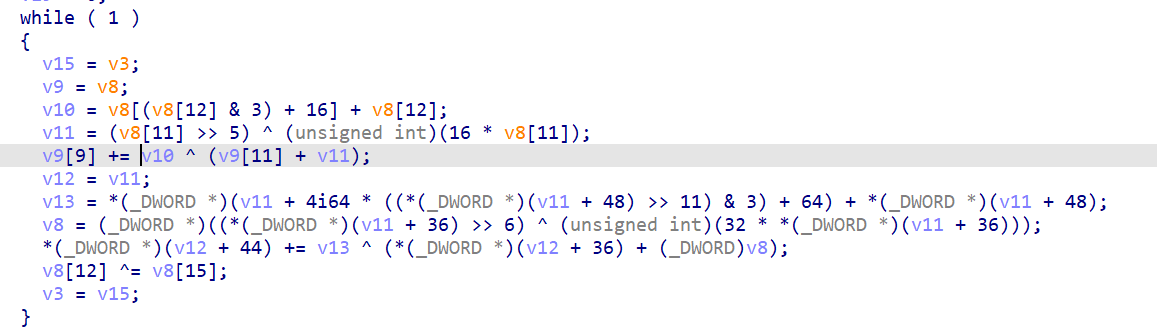 while ( 1 )
{
v15 = v3;
v9 = v8;
v10 = v8[(v8[12] & 3) + 16] + v8[12];
v11 = (v8[11] >> 5) ^ (unsigned int)(16 * v8[11]);
v9[9] += v10 ^ (v9[11] + v11);
v12 = v11;
v13 = *(_DWORD *)(v11 + 4i64 * ((*(_DWORD *)(v11 + 48) >> 11) & 3) + 64) + *(_DWORD *)(v11 + 48);
v8 = (_DWORD *)((*(_DWORD *)(v11 + 36) >> 6) ^ (unsigned int)(32 * *(_DWORD *)(v11 + 36)));
*(_DWORD *)(v12 + 44) += v13 ^ (*(_DWORD *)(v12 + 36) + (_DWORD)v8);
v8[12] ^= v8[15];
v3 = v15;
}